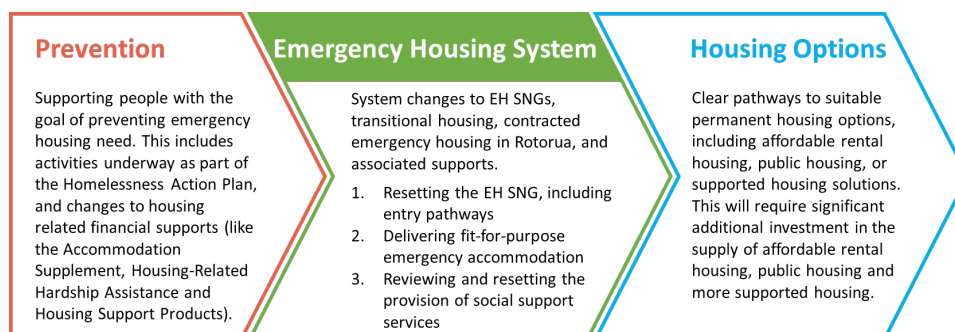 Prevention
Supporting people with the
goal of preventing emergency
housing need. This includes
activities underway as part of
the Homelessness Action Plan,
and changes to housing
related financial supports (like
the Accommodation
Supplement, Housing-Related
Hardship Assistance and
Housing Support Products).
Emergency Housing System
System changes to EH SNGs,
transitional housing, contracted
emergency housing in Rotorua, and
associated supports.
1. Resetting the EH SNG, including
entry pathways
2. Delivering fit-for-purpose
emergency accommodation
3. Reviewing and resetting the
provision of social support
services
Housing Options
Clear pathways to suitable
permanent housing options,
including affordable rental
housing, public housing, or
supported housing solutions.
This will require significant
additional investment in the
supply of affordable rental
housing, public housing and
more supported housing.